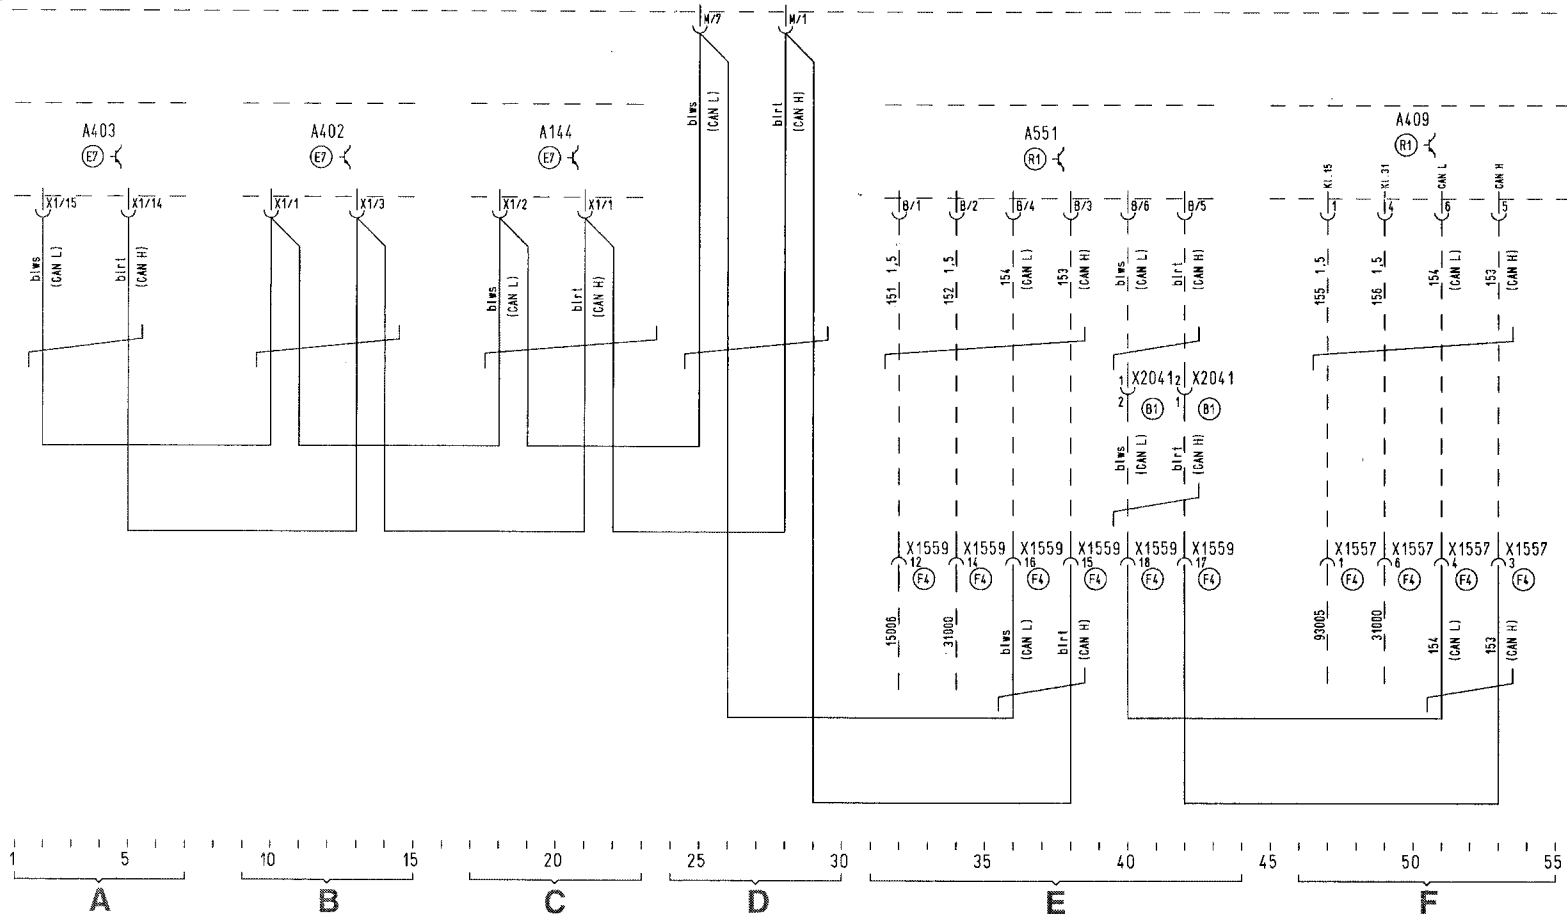 M/7 M/1
blws (CAN L) blrt (CAN H)
A403 A402 A144 A551 A409
E7 E7 E7 R1 R1
Kl.15 Kl.31 CAN L CAN H
X1/15 X1/14 X1/1 X1/3 X1/2 X1/1 B/1 B/2 B/4 B/3 B/6 B/5 1 4 6 5
blws (CAN L) blrt (CAN H) blws (CAN L) blrt (CAN H) 151 1,5 152 1,5 154 (CAN L) 153 (CAN H) blws (CAN L) blrt (CAN H) 155 1,5 156 1,5 154 (CAN L) 153 (CAN H)
1 X2041 2 X2041
2 B1 1 B1
blws (CAN L) blrt (CAN H)
X1559 X1559 X1559 X1559 X1559 X1559 X1557 X1557 X1557 X1557
12 14 16 15 18 17 1 6 4 3
F4 F4 F4 F4 F4 F4 F4 F4 F4 F4
15006 31000 blws (CAN L) blrt (CAN H) 93005 31000 154 (CAN L) 153 (CAN H)
1 5 10 15 20 25 30 35 40 45 50 55
A B C D E F